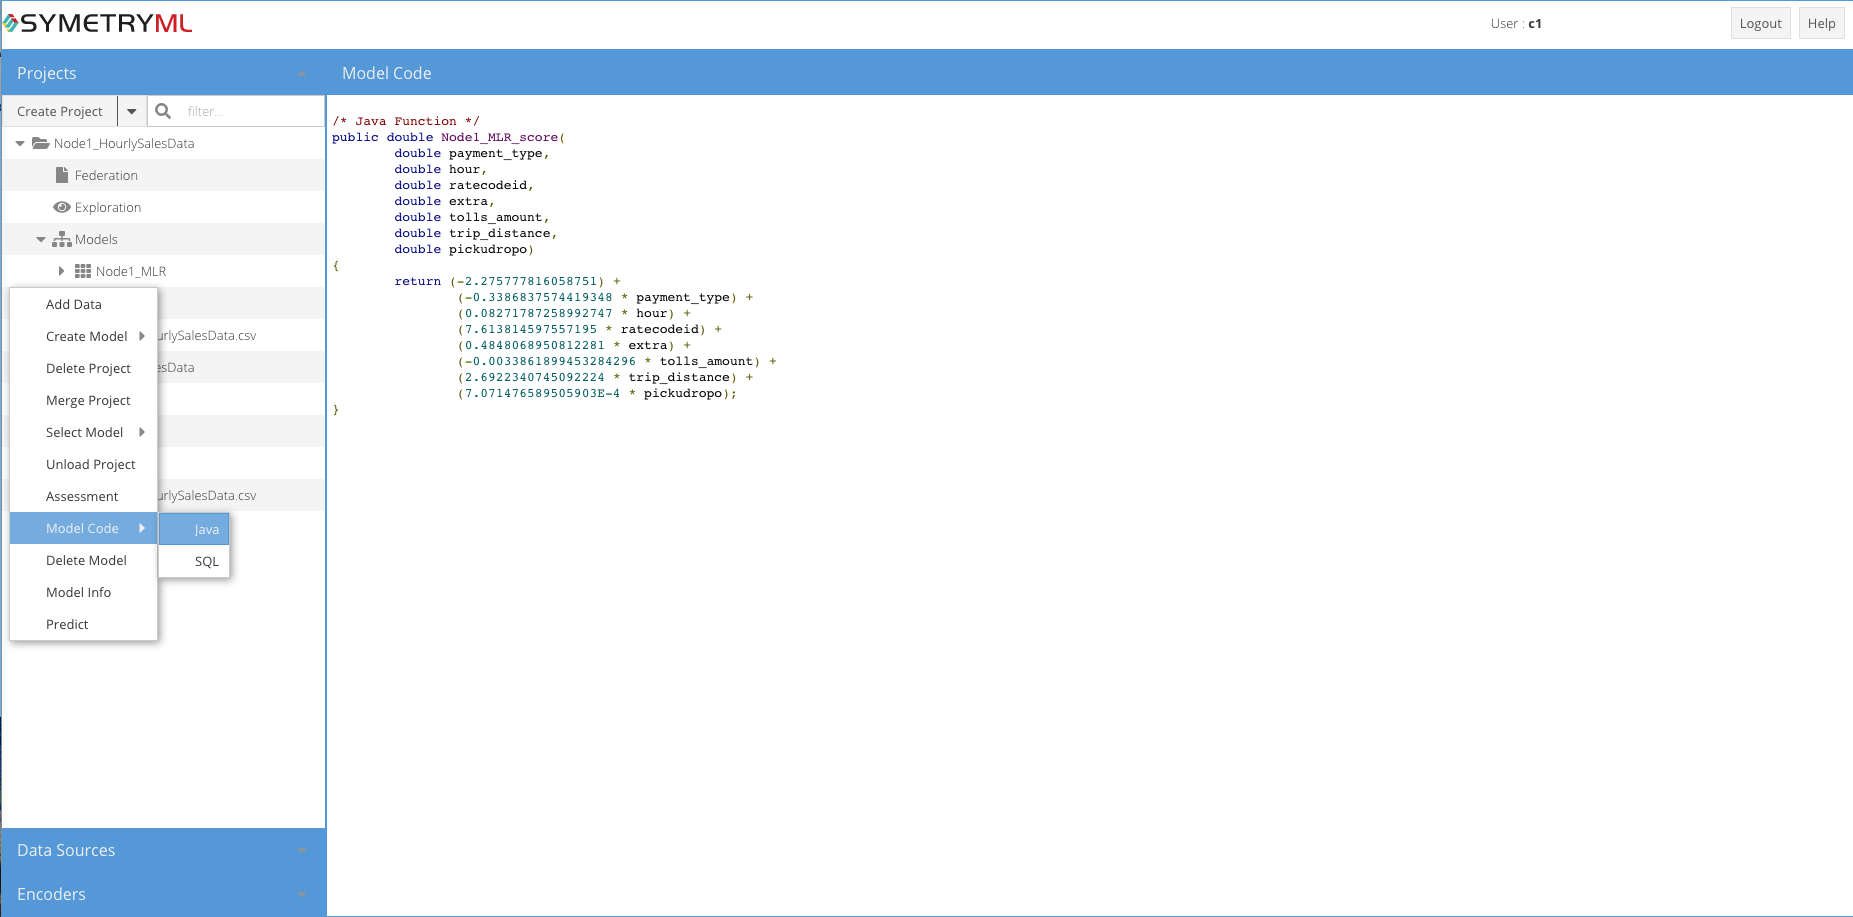 SYMETRYML
User : c1
Logout
Help
Projects
Model Code
Create Project
filter...
Node1_HourlySalesData
Federation
Exploration
Models
Node1_MLR
Add Data
Create Model
urlySalesData.csv
Delete Project
esData
Merge Project
Select Model
Unload Project
Assessment
urlySalesData.csv
Model Code
Java
Delete Model
SQL
Model Info
Predict
Data Sources
Encoders
/* Java Function */
public double Node1_MLR_score(
double payment_type,
double hour,
double ratecodeid,
double extra,
double tolls_amount,
double trip_distance,
double pickudropo)
{
return (-2.275777816058751) +
(-0.3386837574419348 * payment_type) +
(0.08271787258992747 * hour) +
(7.613814597557195 * ratecodeid) +
(0.4848068950812281 * extra) +
(-0.0033861899453284296 * tolls_amount) +
(2.6922340745092224 * trip_distance) +
(7.071476589505903E-4 * pickudropo);
}